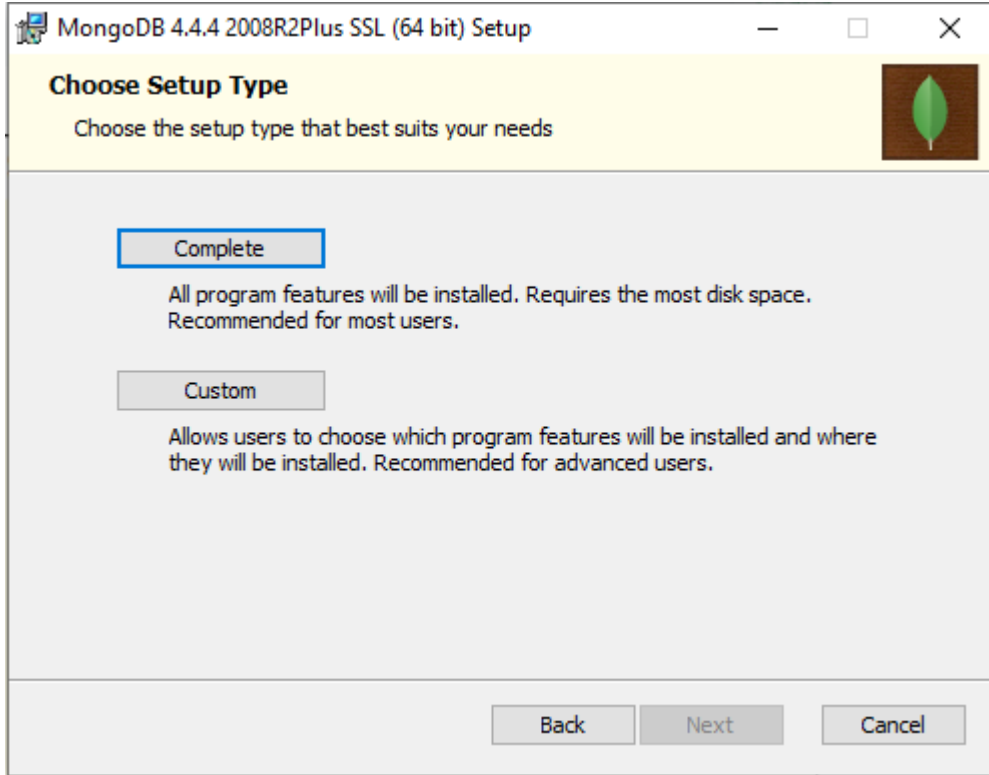 MongoDB 4.4.4 2008R2Plus SSL (64 bit) Setup
Choose Setup Type
Choose the setup type that best suits your needs
Complete
All program features will be installed. Requires the most disk space.
Recommended for most users.
Custom
Allows users to choose which program features will be installed and where
they will be installed. Recommended for advanced users.
Back
Next
Cancel